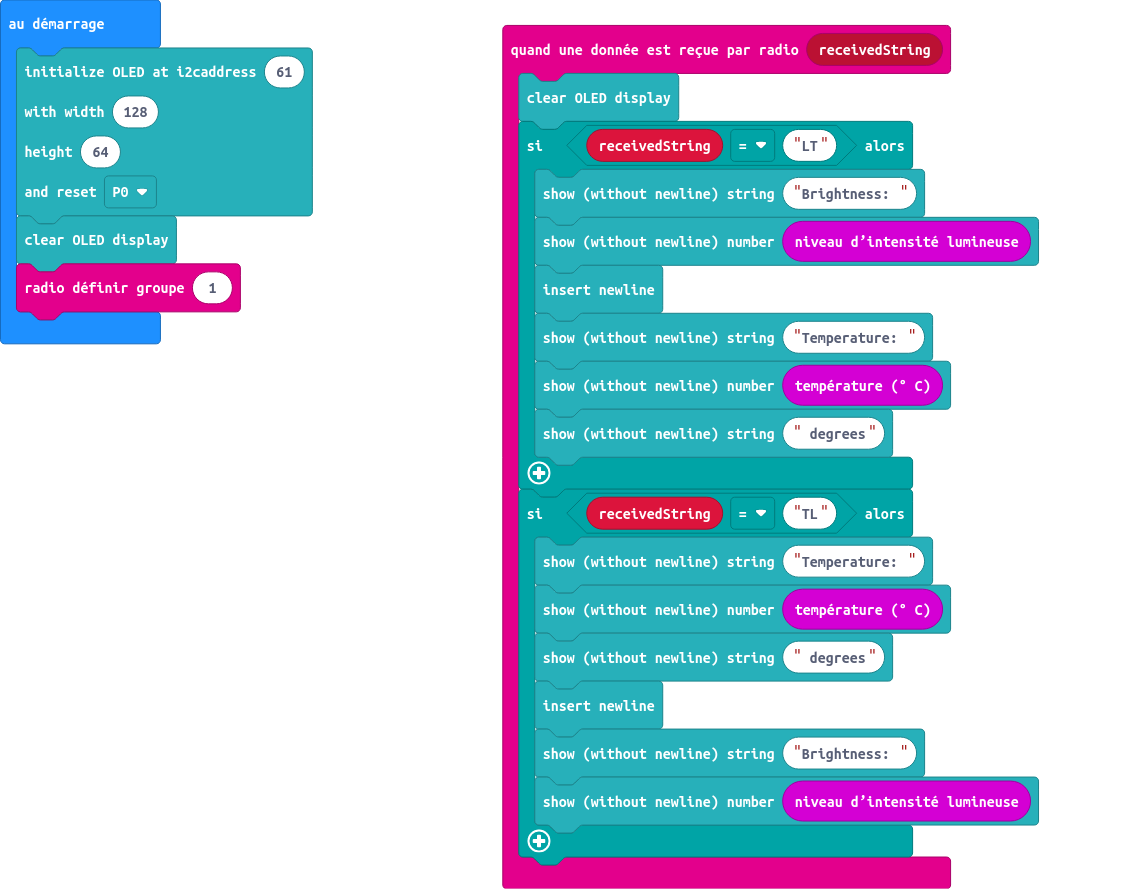 au démarrage
initialize OLED at i2caddress 61
with width 128
height 64
and reset P0
clear OLED display
radio définir groupe 1
quand une donnée est reçue par radio receivedString
clear OLED display
si receivedString = "LT" alors
show (without newline) string "Brightness: "
show (without newline) number niveau d’intensité lumineuse
insert newline
show (without newline) string "Temperature: "
show (without newline) number température (° C)
show (without newline) string " degrees"
si receivedString = "TL" alors
show (without newline) string "Temperature: "
show (without newline) number température (° C)
show (without newline) string " degrees"
insert newline
show (without newline) string "Brightness: "
show (without newline) number niveau d’intensité lumineuse